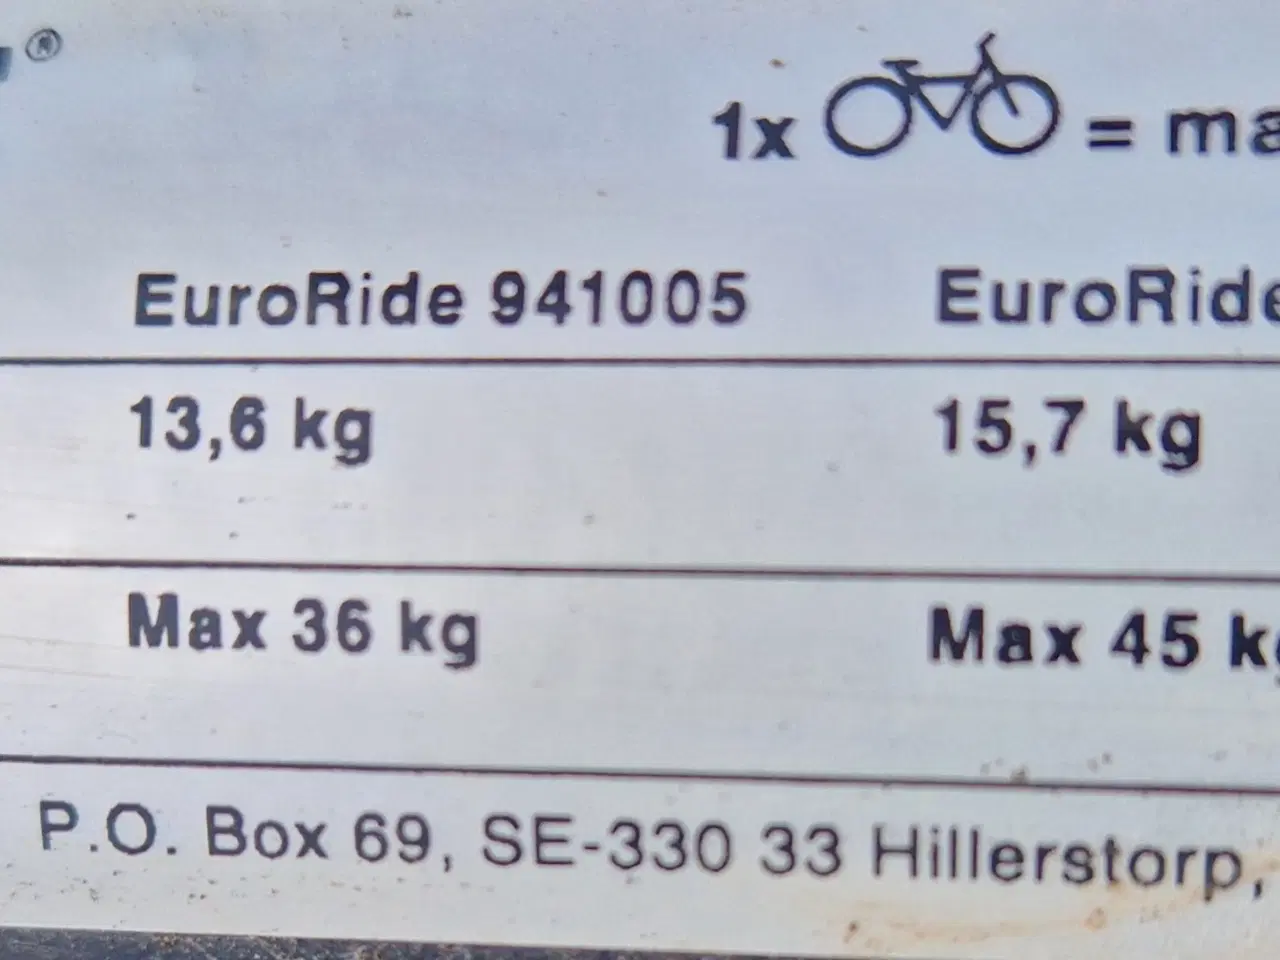 ®
1x = ma
EuroRide 941005 EuroRide
13,6 kg 15,7 kg
Max 36 kg Max 45 kg
P.O. Box 69, SE-330 33 Hillerstorp,